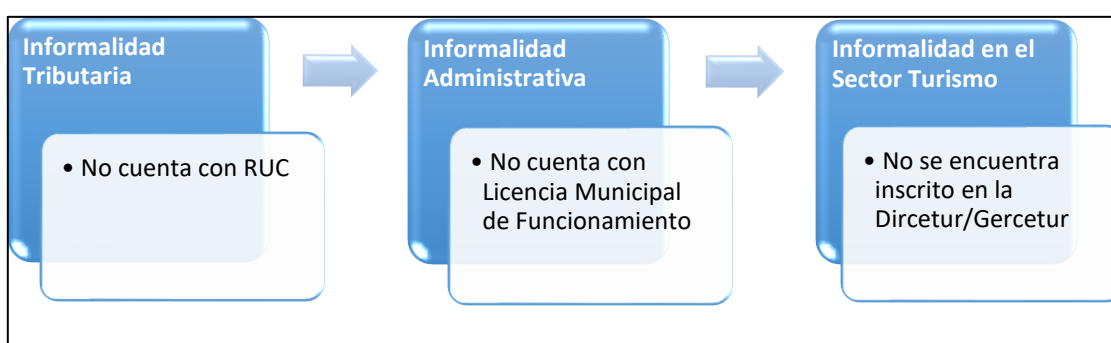 Informalidad
Tributaria
• No cuenta con RUC
Informalidad
Administrativa
• No cuenta con
Licencia Municipal
de Funcionamiento
Informalidad en el
Sector Turismo
• No se encuentra
inscrito en la
Dircetur/Gercetur